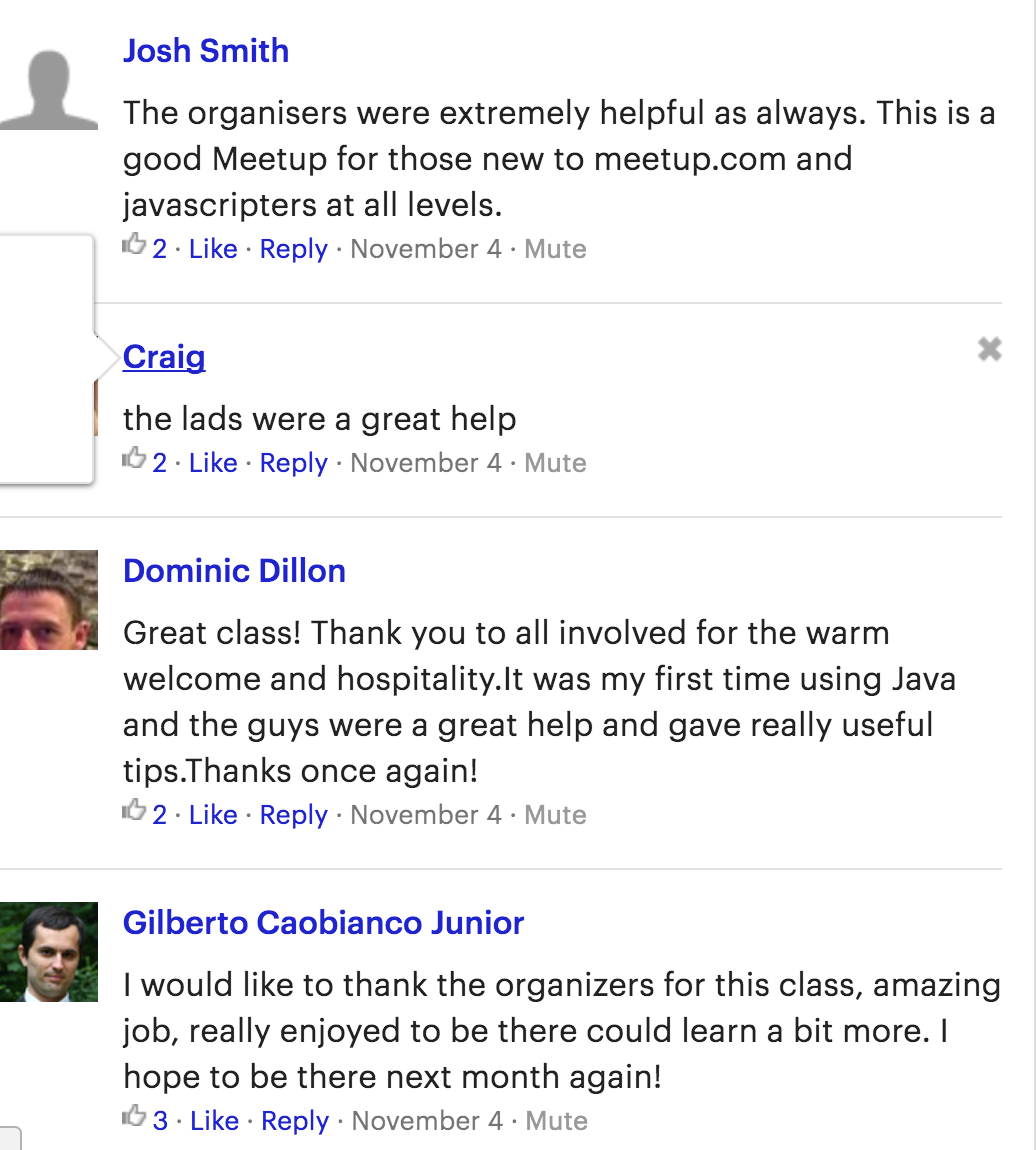 Josh Smith
The organisers were extremely helpful as always. This is a
good Meetup for those new to meetup.com and
javascripters at all levels.
2 · Like · Reply · November 4 · Mute
Craig
the lads were a great help
2 · Like · Reply · November 4 · Mute
Dominic Dillon
Great class! Thank you to all involved for the warm
welcome and hospitality.It was my first time using Java
and the guys were a great help and gave really useful
tips.Thanks once again!
2 · Like · Reply · November 4 · Mute
Gilberto Caobianco Junior
I would like to thank the organizers for this class, amazing
job, really enjoyed to be there could learn a bit more. I
hope to be there next month again!
3 · Like · Reply · November 4 · Mute